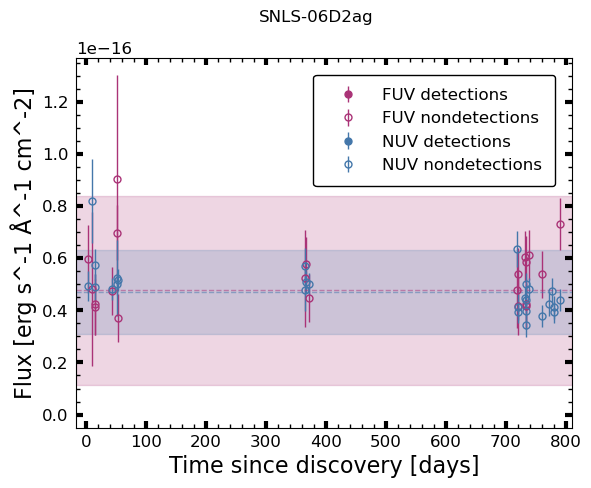 SNLS-06D2ag
1e−16
FUV detections
FUV nondetections
NUV detections
NUV nondetections
1.2
1.0
0.8
0.6
0.4
0.2
0.0
Flux [erg s^-1 Å^-1 cm^-2]
0 100 200 300 400 500 600 700 800
Time since discovery [days]